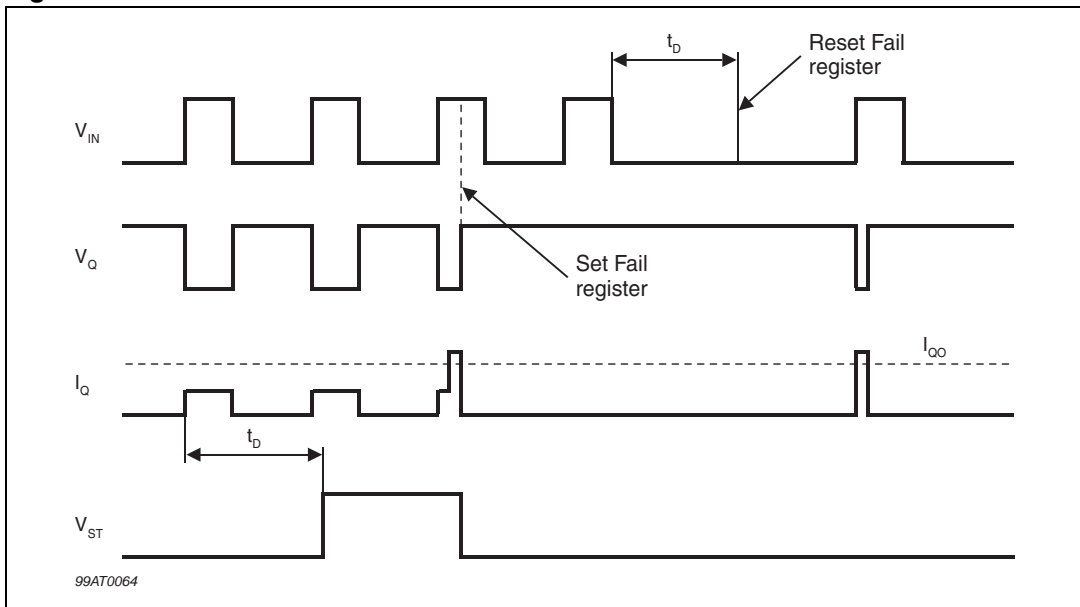 t_D
Reset Fail
register
V_IN
V_Q
Set Fail
register
I_QO
I_Q
t_D
V_ST
99AT0064